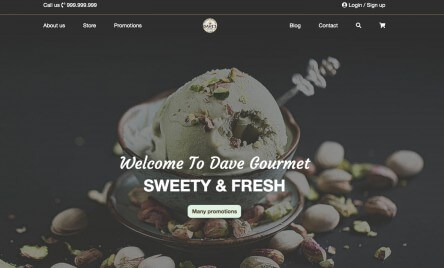 Call us 999.999.999
Login / Sign up
About us Store Promotions Blog Contact
Welcome To Dave Gourmet
SWEETY & FRESH
Many promotions